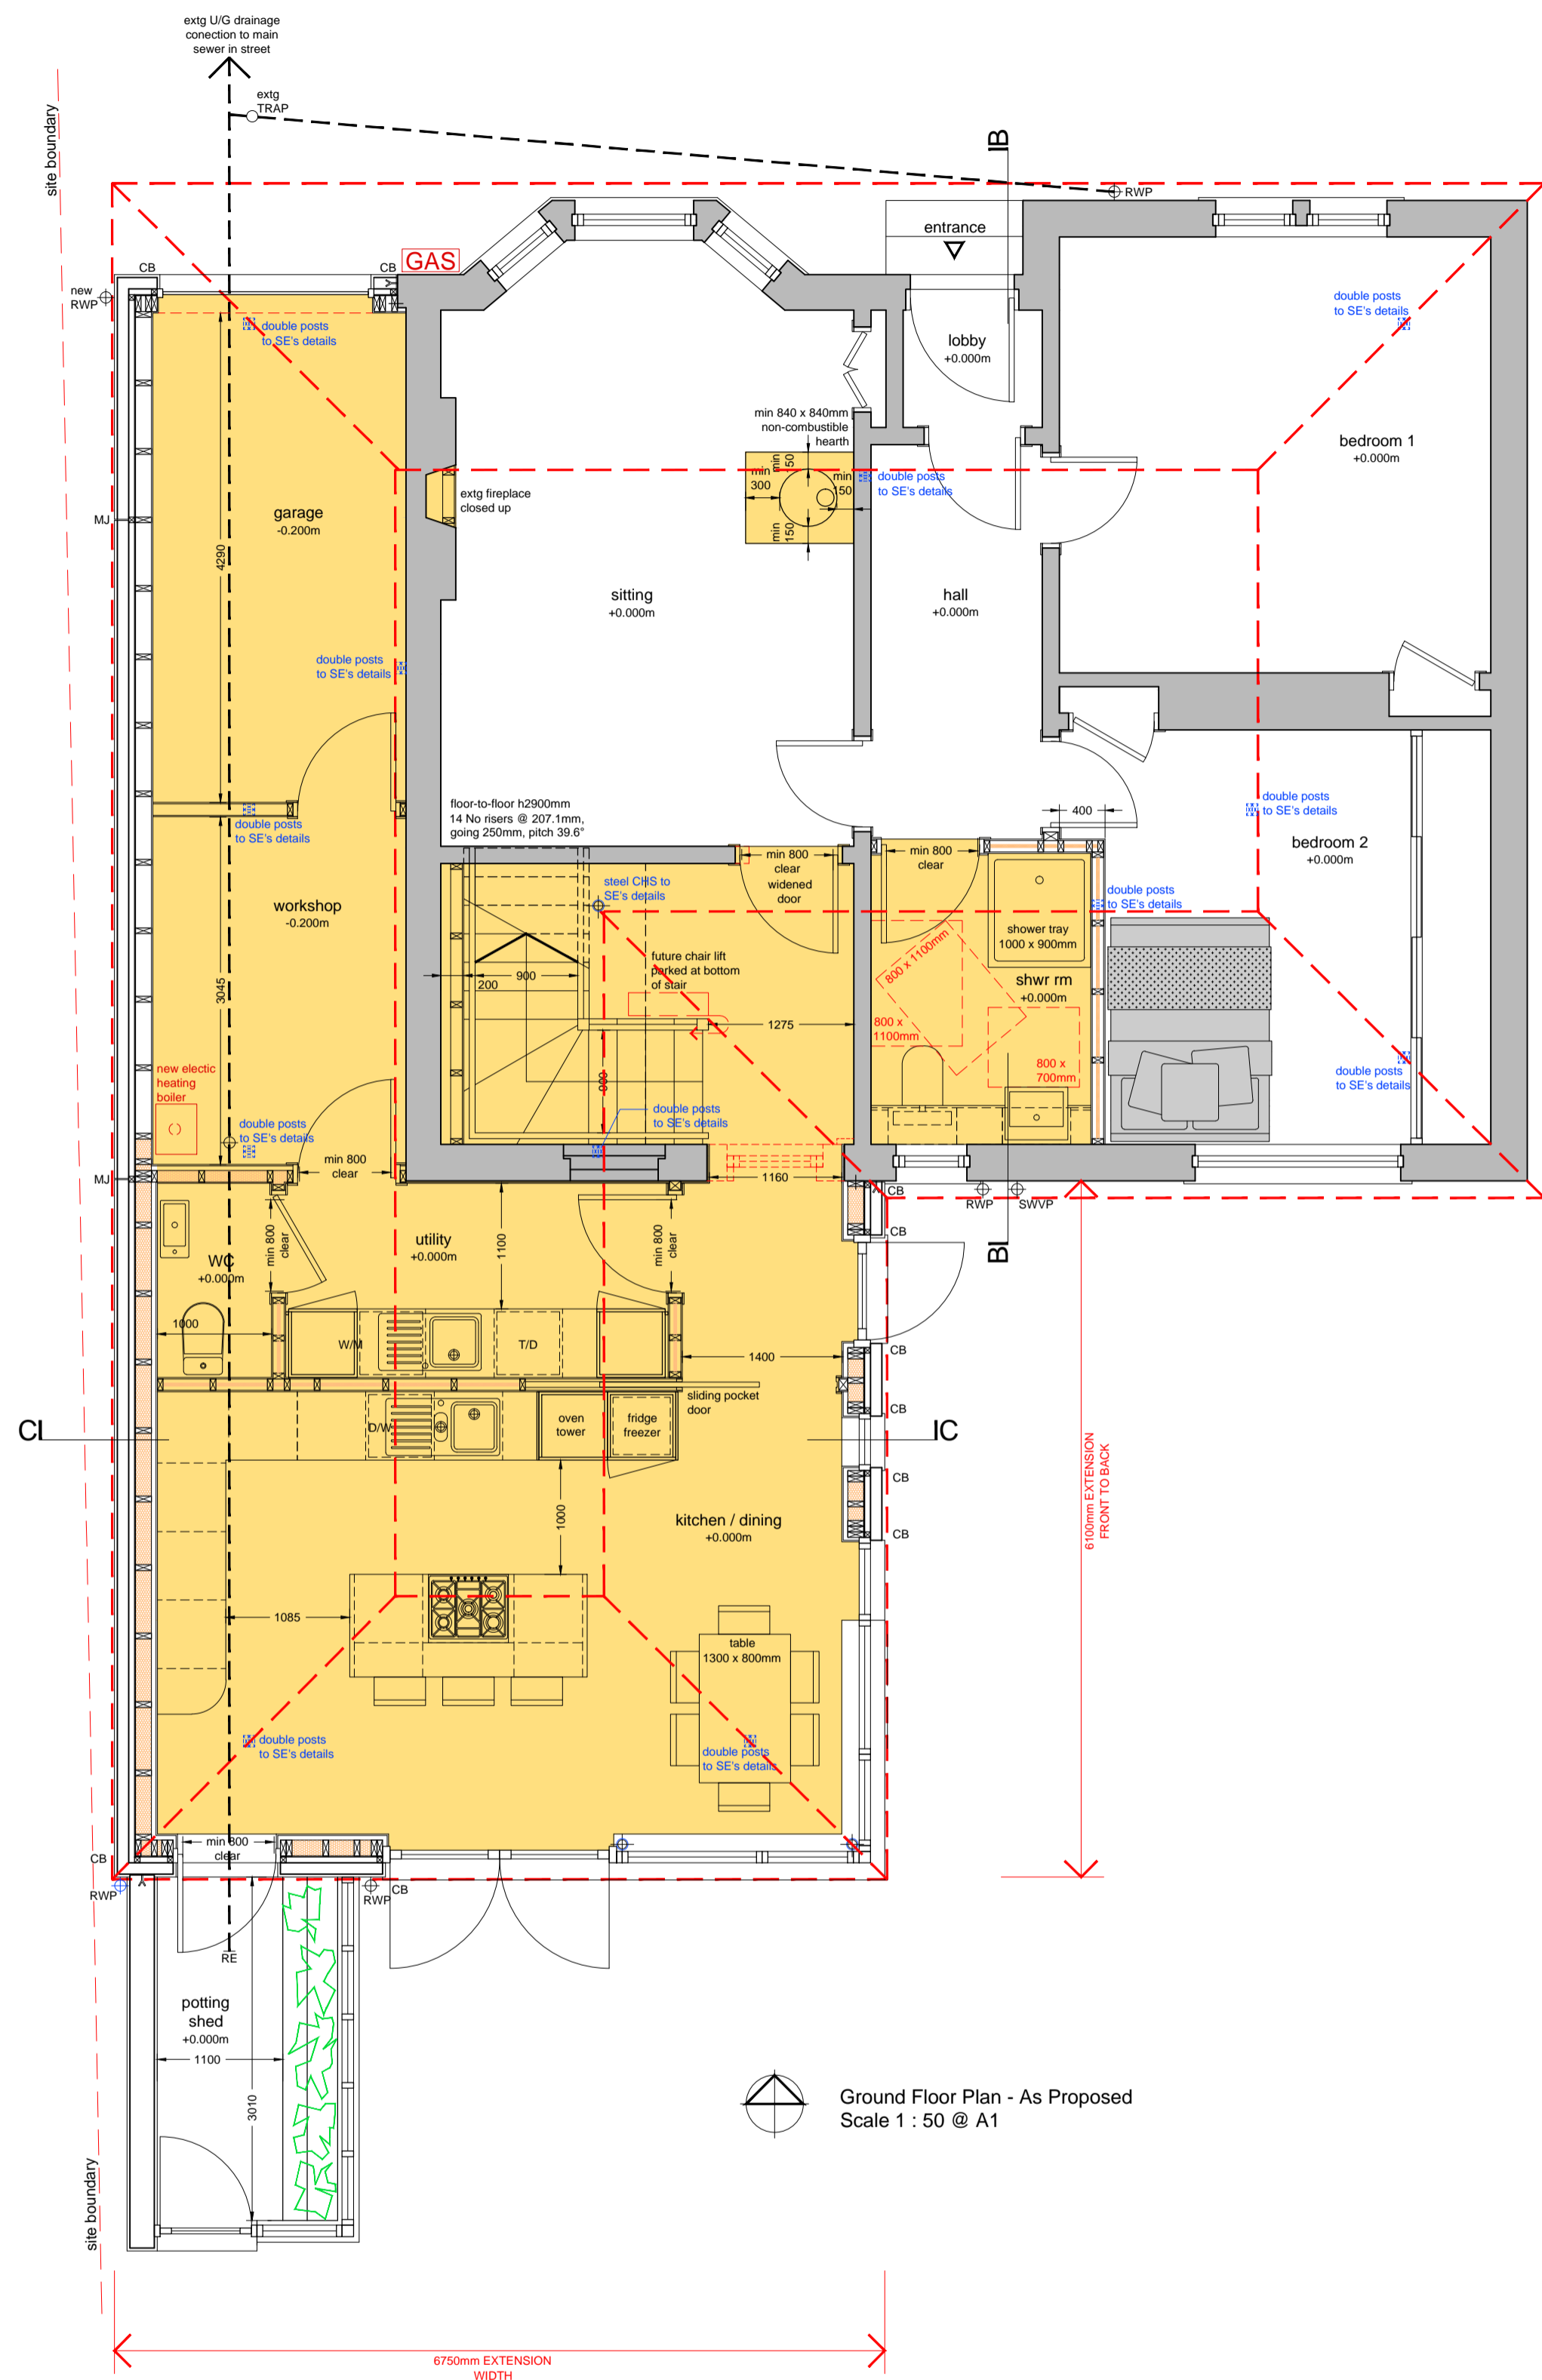 extg U/G drainage
conection to main
sewer in street
extg
TRAP
site boundary
BI
RWP
entrance
GAS
CB
CB
new
RWP
double posts
to SE's details
double posts
to SE's details
lobby
+0.000m
min 840 x 840mm
non-combustible
hearth
bedroom 1
+0.000m
min
150
min
300
min
150
min
150
double posts
to SE's details
extg fireplace
closed up
garage
-0.200m
MJ
4290
sitting
+0.000m
hall
+0.000m
double posts
to SE's details
floor-to-floor h2900mm
14 No risers @ 207.1mm,
going 250mm, pitch 39.6°
double posts
to SE's details
400
double posts
to SE's details
bedroom 2
+0.000m
min 800
clear
widened
door
min 800
clear
steel CHS to
SE's details
double posts
to SE's details
workshop
-0.200m
shower tray
1000 x 900mm
800 x 1100mm
future chair lift
parked at bottom
of stair
900
200
shwr rm
+0.000m
3045
1275
800 x
1100mm
new electic
heating
boiler
900
800 x
700mm
double posts
to SE's details
double posts
to SE's details
double posts
to SE's details
min 800
clear
MJ
1160
CB
RWP
SWVP
CB
BI
WC
+0.000m
min 800
clear
utility
+0.000m
1100
min 800
clear
1000
W/M
T/D
1400
CB
sliding pocket
door
CB
CI
IC
D/W
oven
tower
fridge
freezer
CB
1000
kitchen / dining
+0.000m
CB
6100mm EXTENSION
FRONT TO BACK
1085
table
1300 x 800mm
double posts
to SE's details
double posts
to SE's details
min 800
clear
CB
RWP
CB
RWP
RE
potting
shed
+0.000m
1100
3010
Ground Floor Plan - As Proposed
Scale 1 : 50 @ A1
site boundary
6750mm EXTENSION
WIDTH